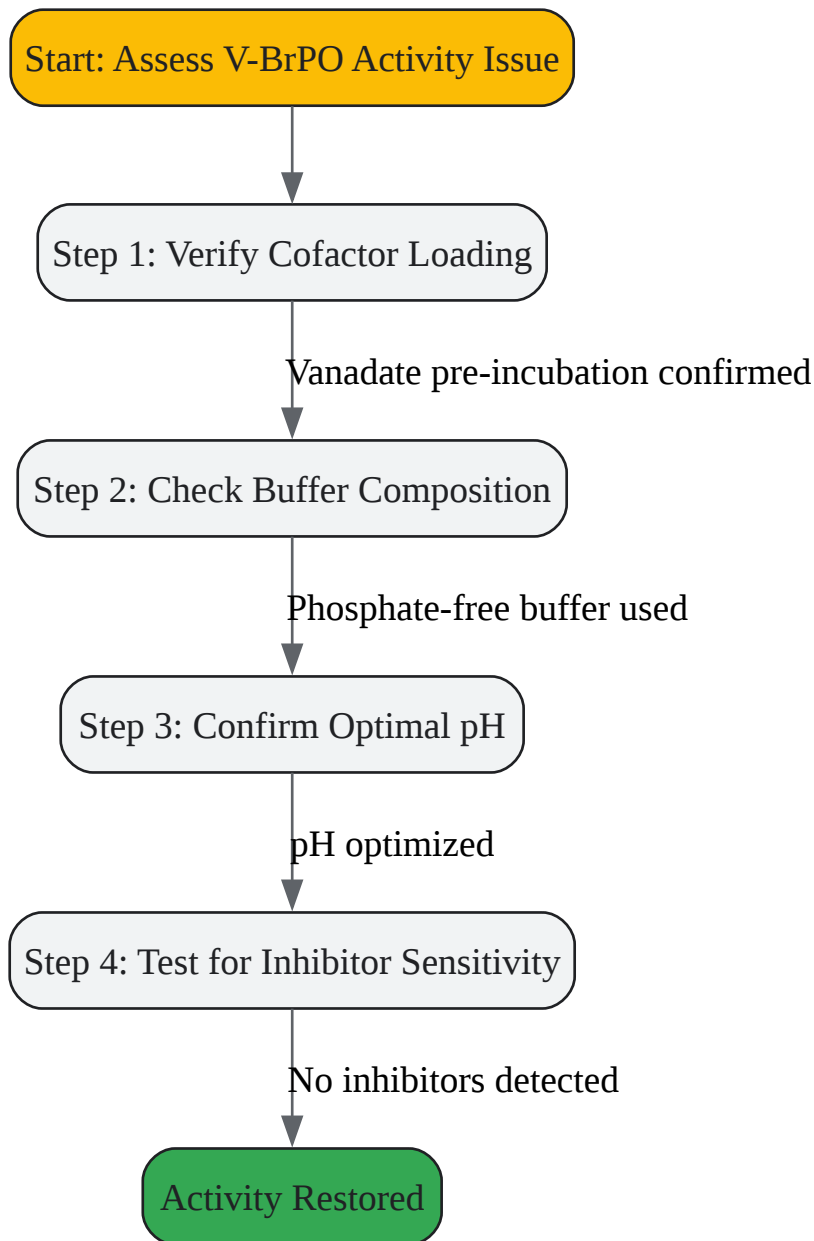 Start: Assess V-BrPO Activity Issue
Step 1: Verify Cofactor Loading
Vanadate pre-incubation confirmed
Step 2: Check Buffer Composition
Phosphate-free buffer used
Step 3: Confirm Optimal pH
pH optimized
Step 4: Test for Inhibitor Sensitivity
No inhibitors detected
Activity Restored